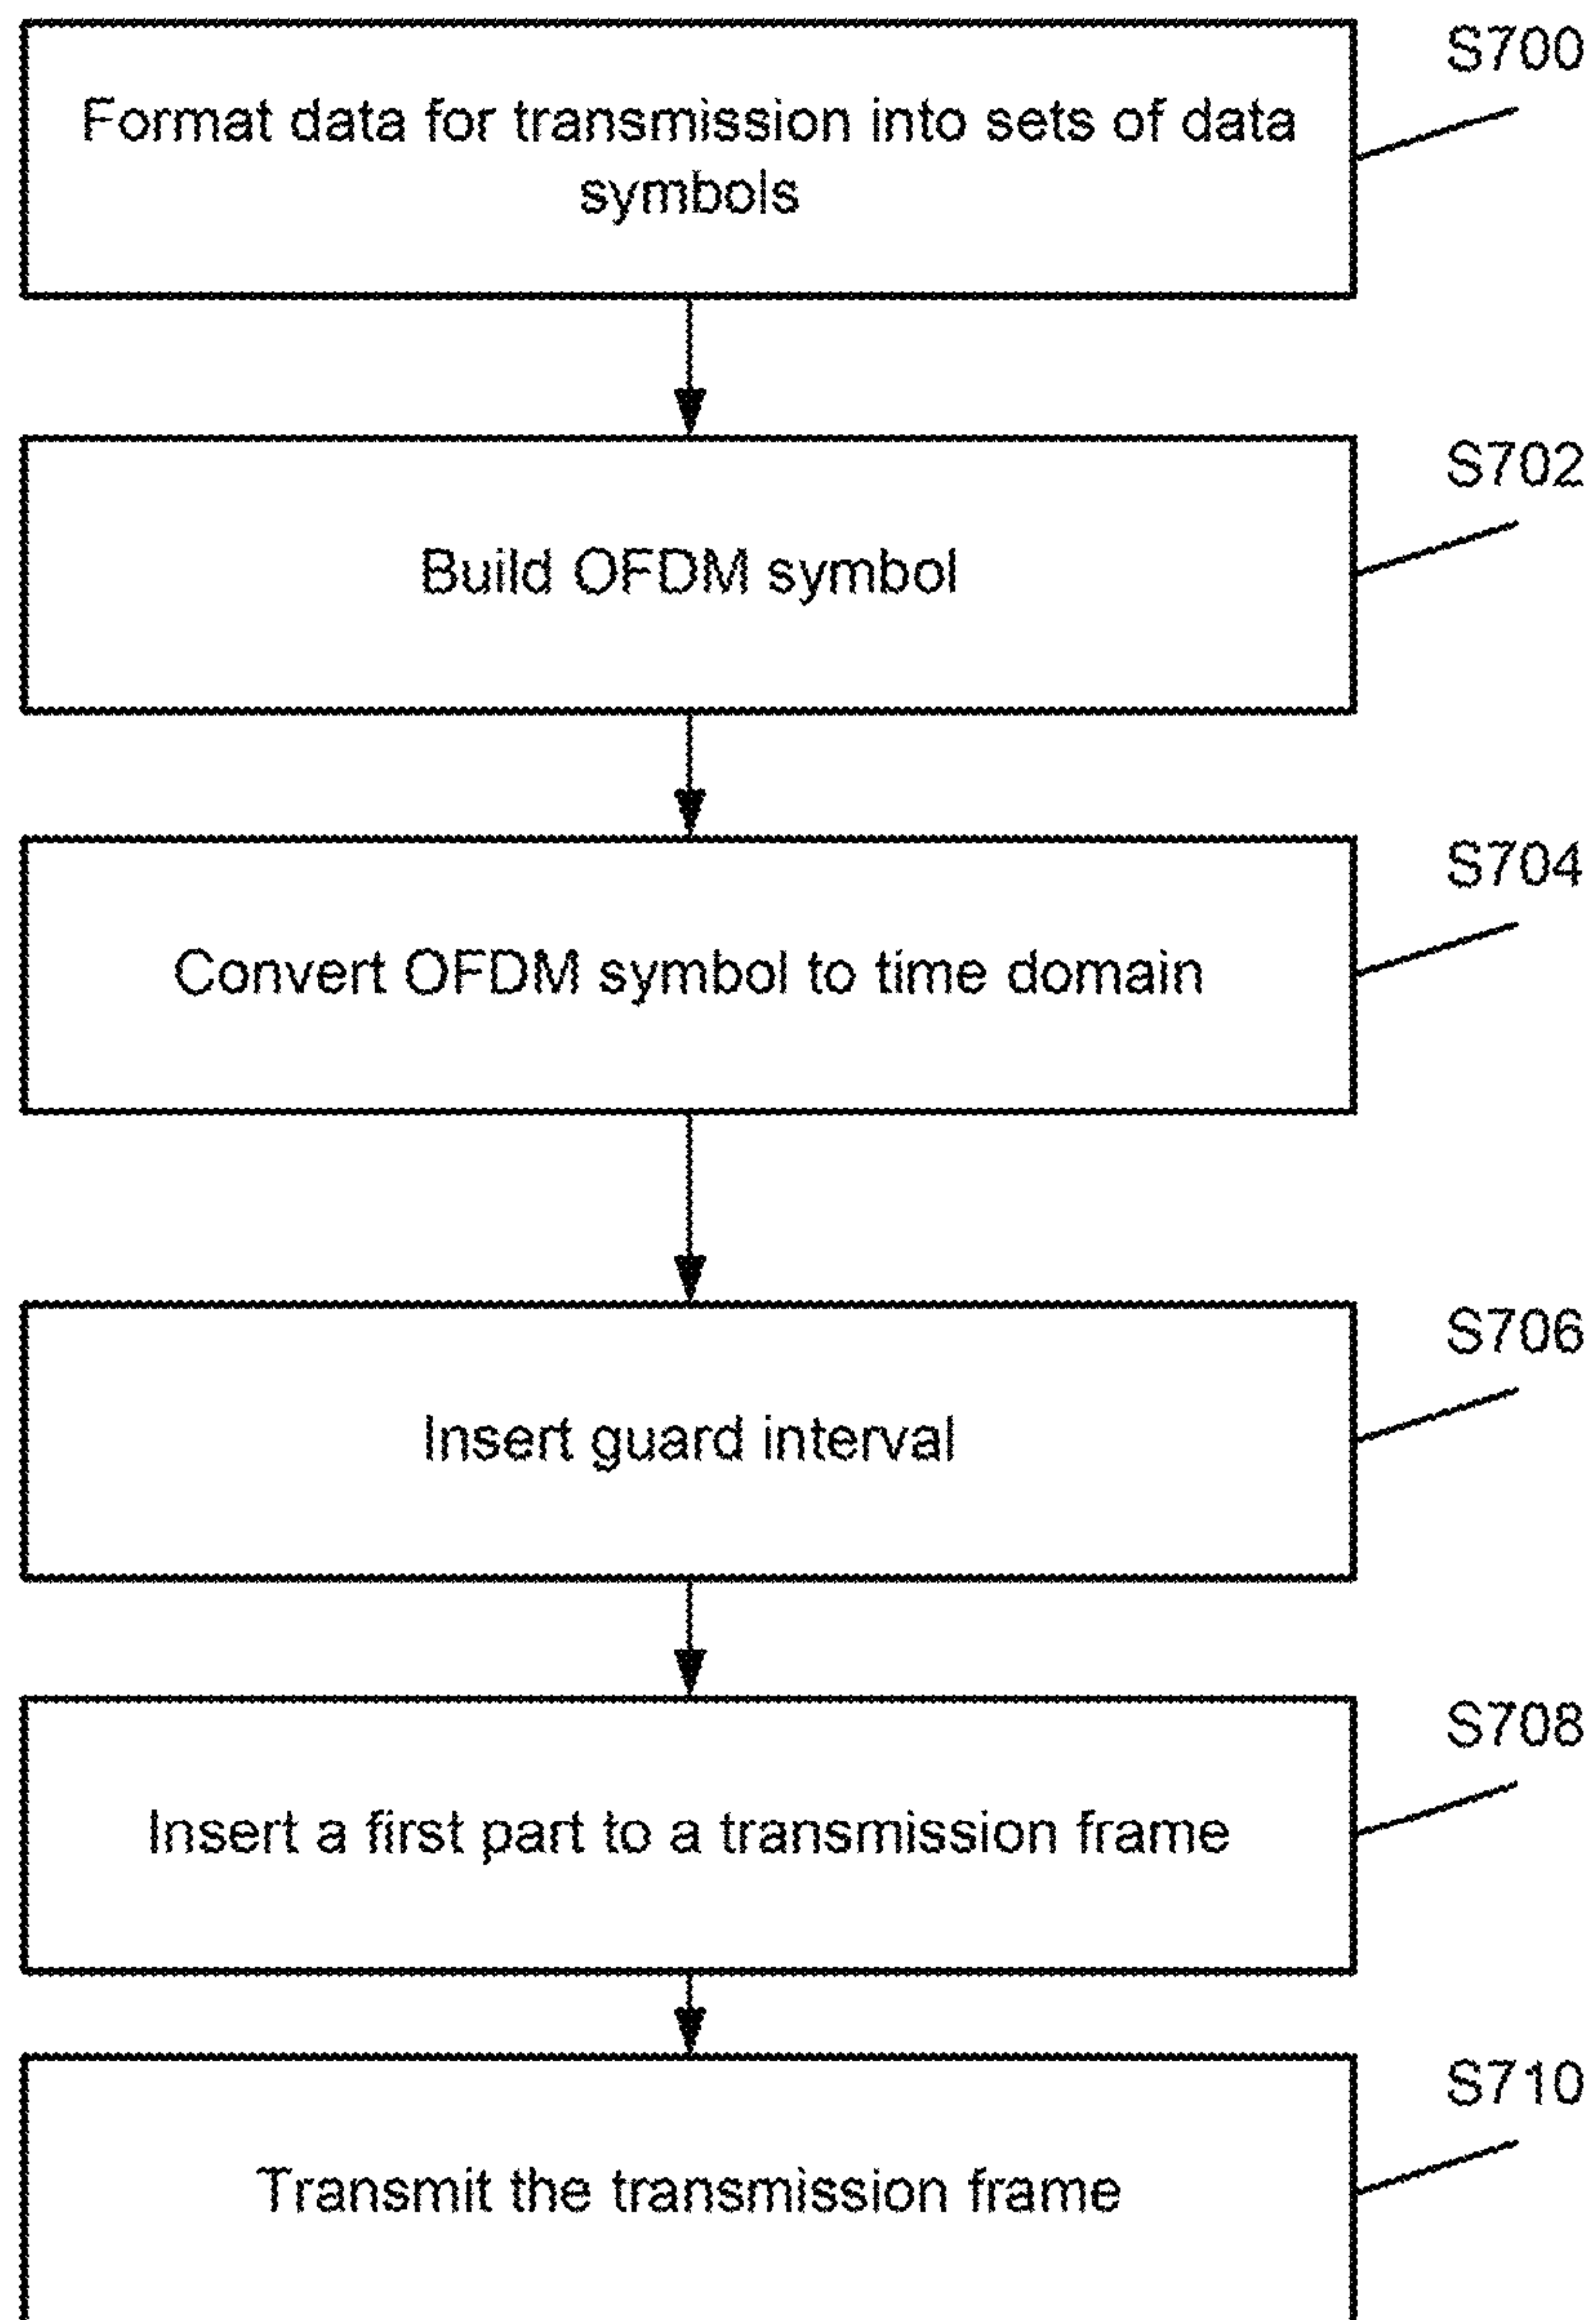 S700
Format data for transmission into sets of data
symbols
S702
Build OFDM symbol
S704
Convert OFDM symbol to time domain
S706
Insert guard interval
S708
Insert a first part to a transmission frame
S710
Transmit the transmission frame